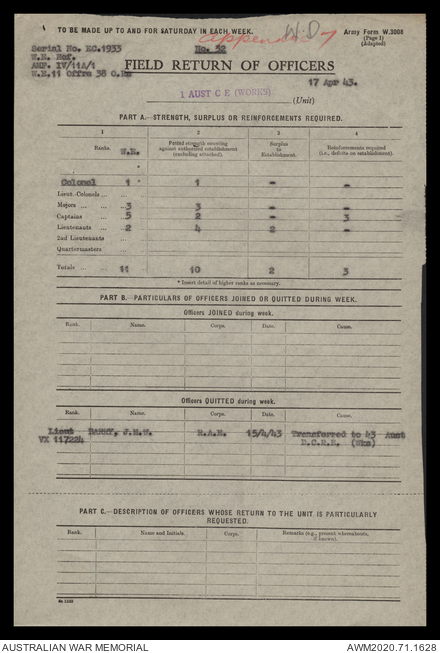 TO BE MADE UP TO AND FOR SATURDAY IN EACH WEEK.
appendix 7
W.D
Army Form W.3008
(Page 1)
(Adapted)
Serial No. EC.1933
No. 32
W.E. Ref.
AMF. IV/11A/1
W.E.11 Offrs 38 O.Rs
FIELD RETURN OF OFFICERS
17 Apr 43.
1 AUST C E (WORKS)
(Unit)
PART A.—STRENGTH, SURPLUS OR REINFORCEMENTS REQUIRED.
1 2 3 4
Ranks. W.E. Posted strength counting against authorized establishment (excluding attached). Surplus to Establishment. Reinforcements required (i.e., deficits on establishment).
Colonel 1 * 1 - -
Lieut.-Colonels ... ...
Majors ... ... 3 3 - -
Captains ... ... 5 2 - 3
Lieutenants ... ... 2 4 2 -
2nd Lieutenants ...
Quartermasters ...
Totals ... ... 11 10 2 3
* Insert detail of higher ranks as necessary.
PART B.—PARTICULARS OF OFFICERS JOINED OR QUITTED DURING WEEK.
Officers JOINED during week.
Rank. Name. Corps. Date. Cause.
Officers QUITTED during week.
Rank. Name. Corps. Date. Cause.
Lieut J.M.W. R.A.E. 15/4/43 Transferred to 43 Aust
VX 117224 D.C.R.E. (Wks)
PART C.—DESCRIPTION OF OFFICERS WHOSE RETURN TO THE UNIT IS PARTICULARLY
REQUESTED.
Rank. Name and Initials. Corps. Remarks (e.g., present whereabouts, if known).
AUSTRALIAN WAR MEMORIAL
AWM2020.71.1628